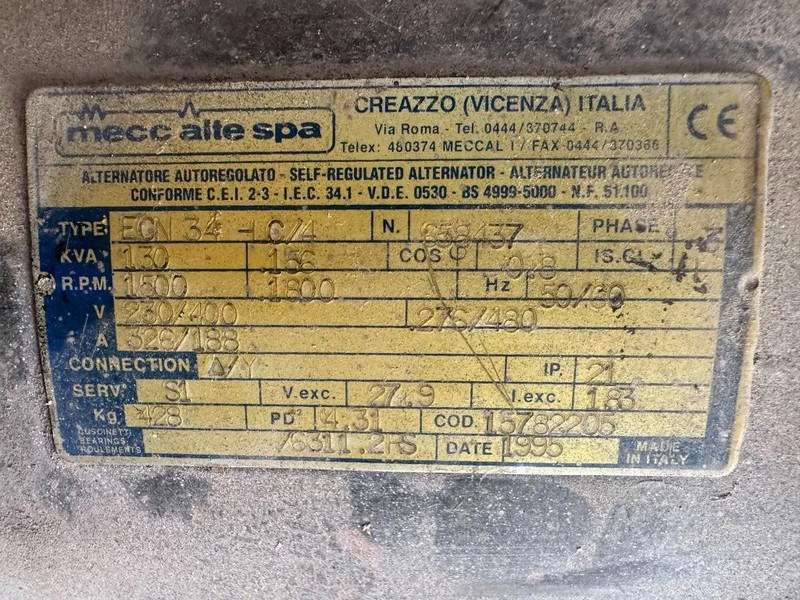 mecc alte spa
CREAZZO (VICENZA) ITALIA
Via Roma - Tel. 0444/370744 - R.A
Telex: 480374 MECCAL I / FAX 0444/370366
CE
ALTERNATORE AUTOREGOLATO - SELF-REGULATED ALTERNATOR - ALTERNATEUR
CONFORME C.E.I. 2-3 - I.E.C. 34.1 - V.D.E. 0530 - BS 4999-5000 - N.F. 51.100
TYPE ECN 34 - C/4 N. 658437 PHASE 3
KVA 130 156 COS φ 0.8 IS.CL.
R.P.M. 1500 1800 Hz 50/60
V 230/400 276/480
A 326/188
CONNECTION Δ/Y IP. 21
SERV. S1 V.exc. 27.9 I.exc. 1.83
Kg 428 PD² 4.31 COD. 15782205
CUSCINETTI
BEARINGS
ROULEMENTS
/6311.2RS DATE 1995 MADE
IN ITALY